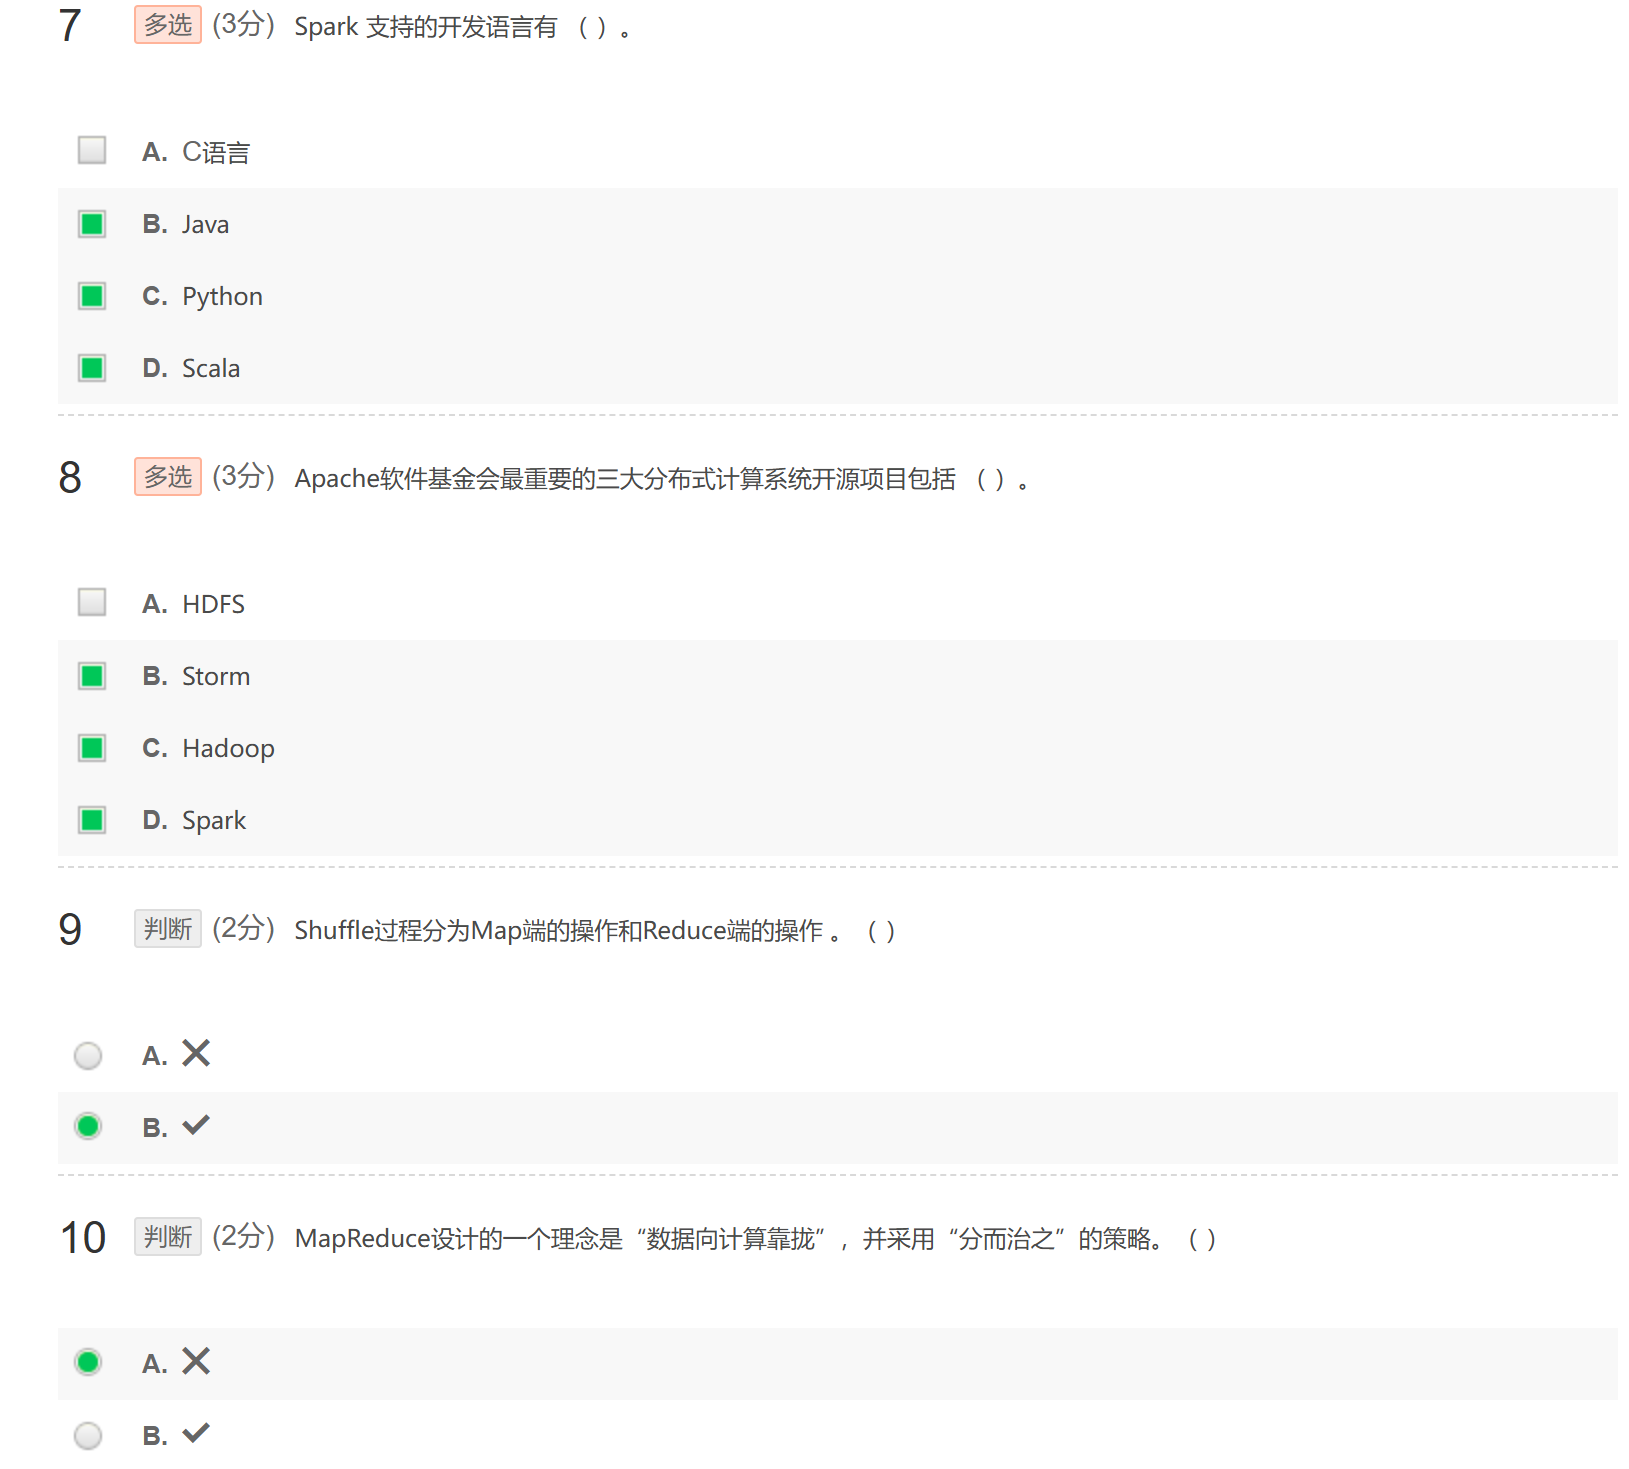 7 多选 (3分) Spark 支持的开发语言有 （ ）。
A. C语言
B. Java
C. Python
D. Scala
8 多选 (3分) Apache软件基金会最重要的三大分布式计算系统开源项目包括 （ ）。
A. HDFS
B. Storm
C. Hadoop
D. Spark
9 判断 (2分) Shuffle过程分为Map端的操作和Reduce端的操作 。 （ ）
A. ✕
B. ✓
10 判断 (2分) MapReduce设计的一个理念是“数据向计算靠拢”，并采用“分而治之”的策略。 （ ）
A. ✕
B. ✓